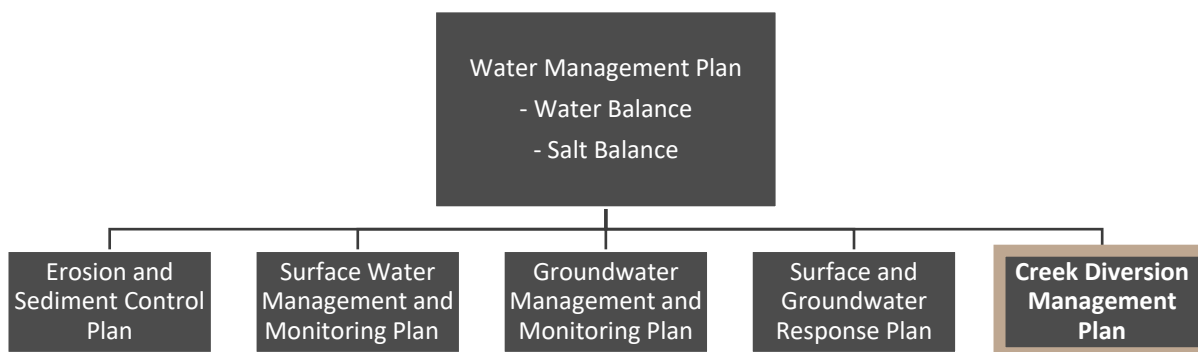 Water Management Plan
- Water Balance
- Salt Balance
Erosion and
Sediment Control
Plan
Surface Water
Management and
Monitoring Plan
Groundwater
Management and
Monitoring Plan
Surface and
Groundwater
Response Plan
Creek Diversion
Management
Plan